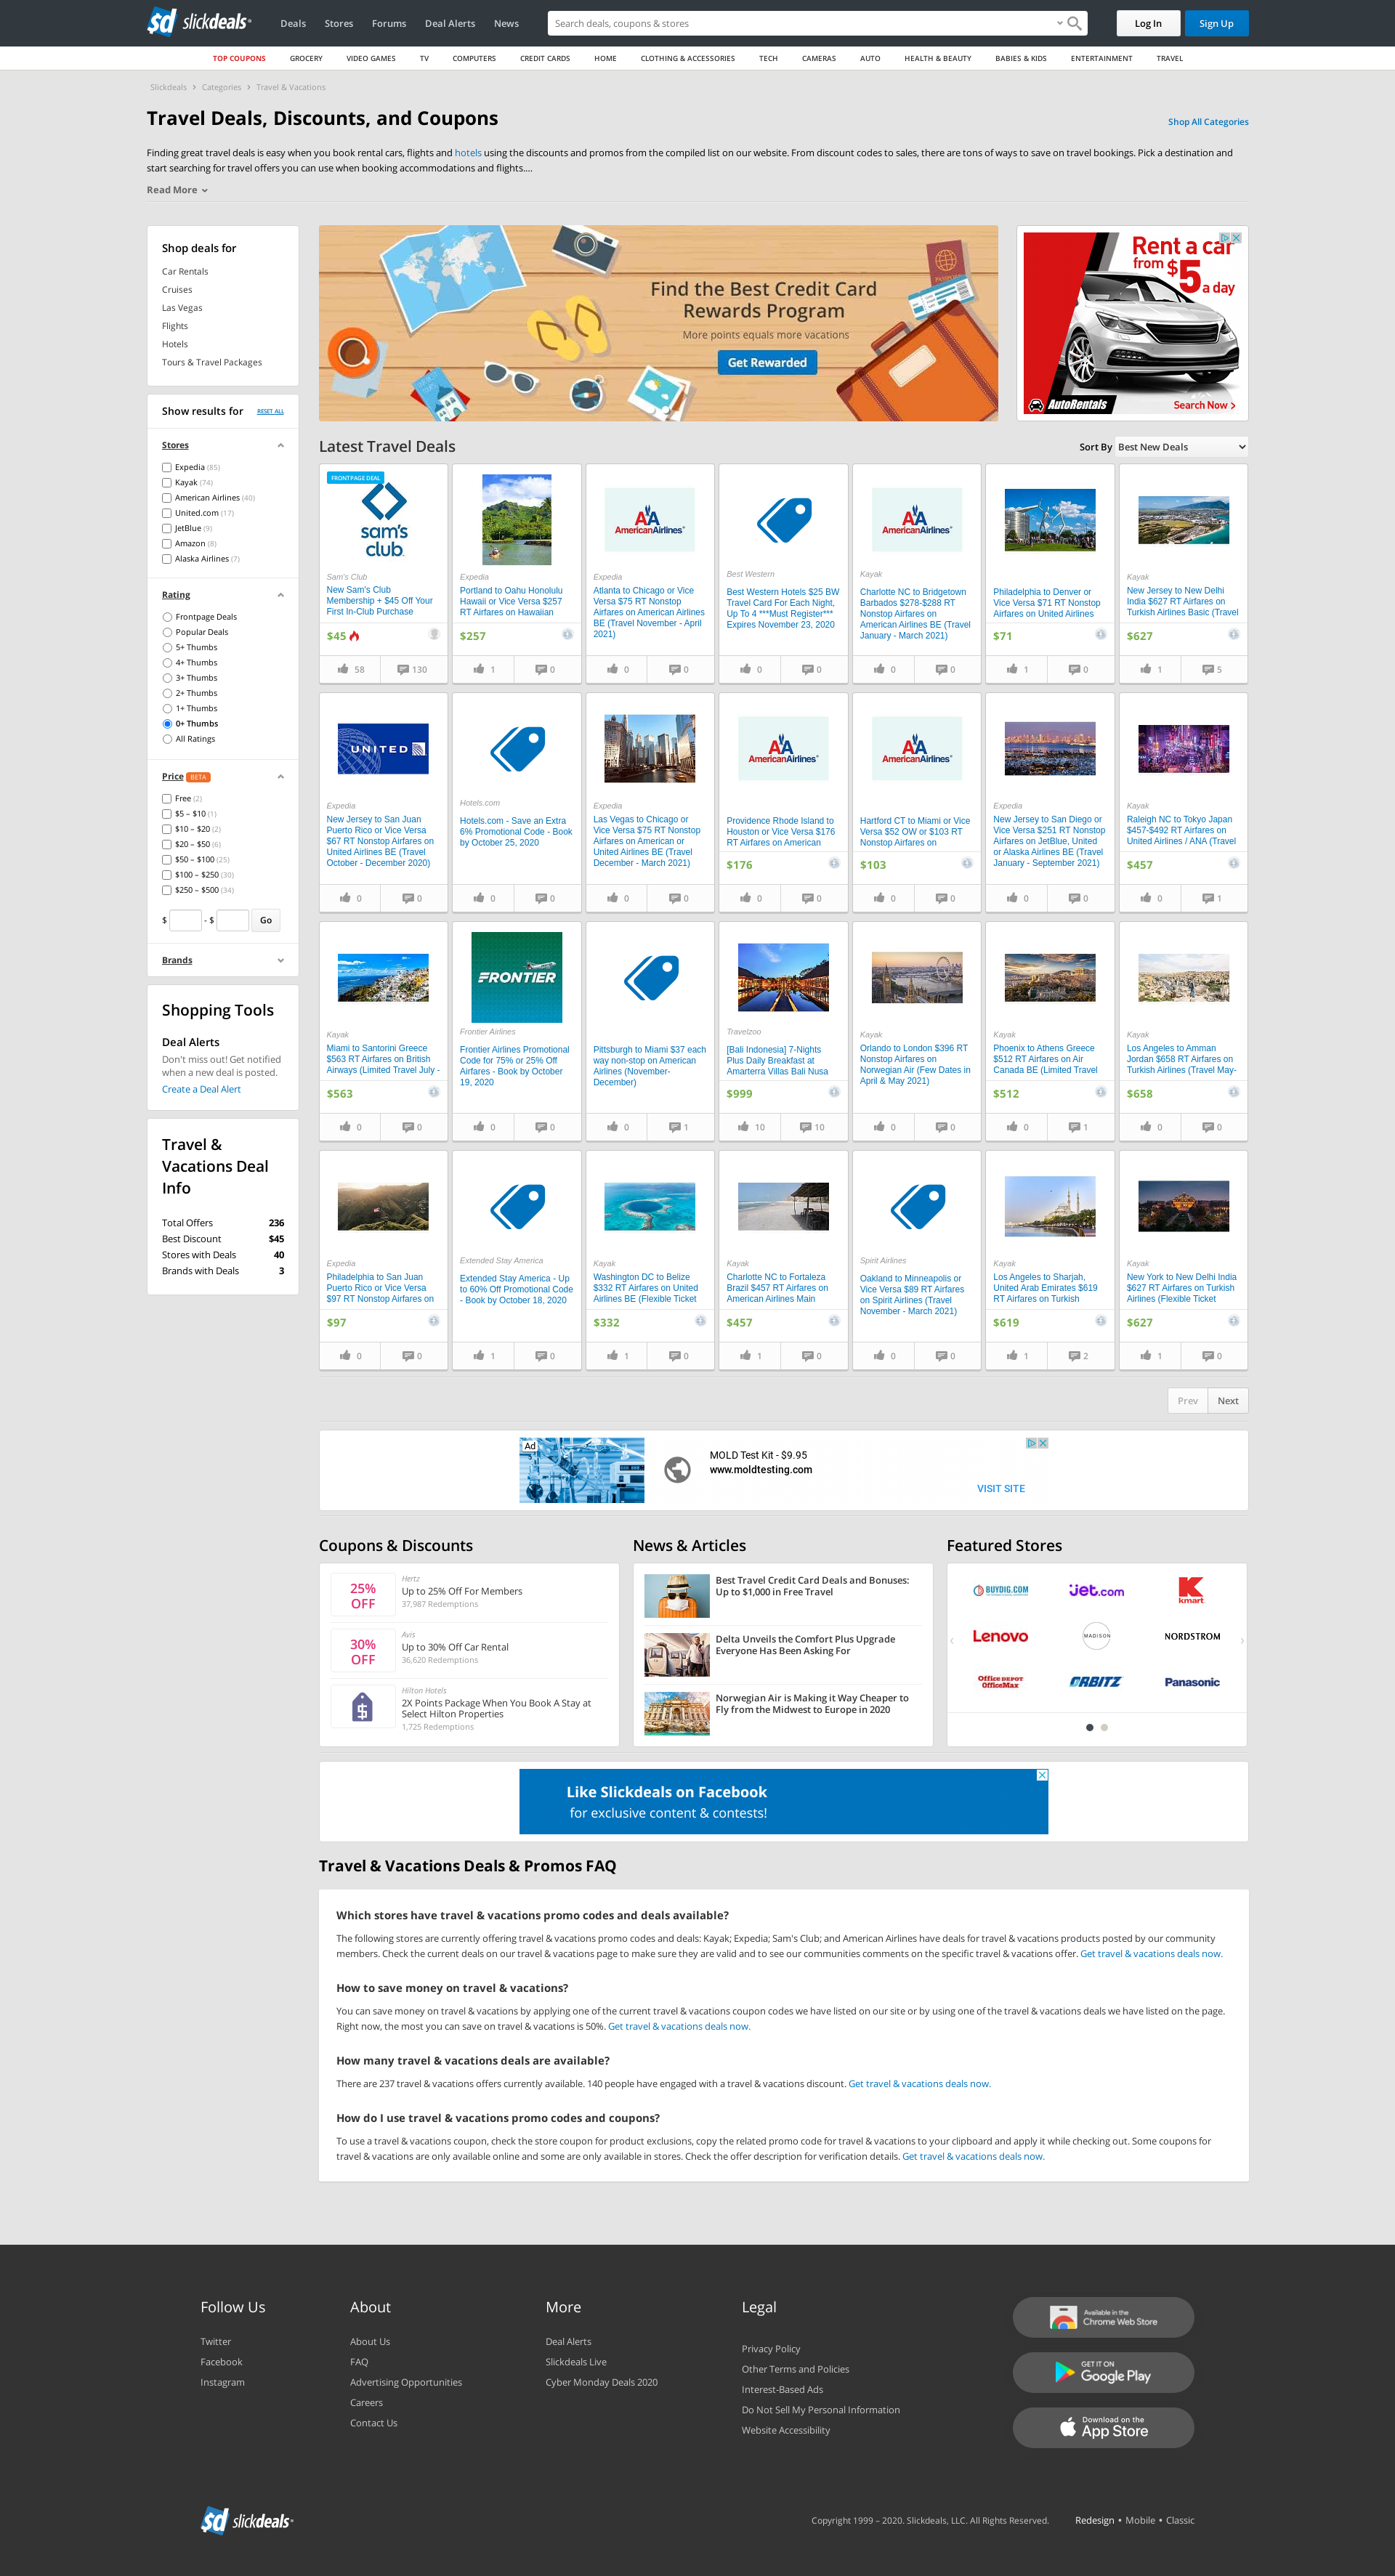 slickdeals
Deals
Stores
Forums
Deal Alerts
News
Search deals, coupons & stores
Log In
Sign Up
TOP COUPONS
GROCERY
VIDEO GAMES
TV
COMPUTERS
CREDIT CARDS
HOME
CLOTHING & ACCESSORIES
TECH
CAMERAS
AUTO
HEALTH & BEAUTY
BABIES & KIDS
ENTERTAINMENT
TRAVEL
Slickdeals > Categories > Travel & Vacations
Travel Deals, Discounts, and Coupons
Shop All Categories
Finding great travel deals is easy when you book rental cars, flights and hotels using the discounts and promos from the compiled list on our website. From discount codes to sales, there are tons of ways to save on travel bookings. Pick a destination and
start searching for travel offers you can use when booking accommodations and flights....
Read More
Shop deals for
Car Rentals
Cruises
Las Vegas
Flights
Hotels
Tours & Travel Packages
Show results for
RESET ALL
Stores
Expedia (85)
Kayak (74)
American Airlines (40)
United.com (17)
JetBlue (9)
Amazon (8)
Alaska Airlines (7)
Rating
Frontpage Deals
Popular Deals
5+ Thumbs
4+ Thumbs
3+ Thumbs
2+ Thumbs
1+ Thumbs
0+ Thumbs
All Ratings
Price BETA
Free (2)
$5 – $10 (1)
$10 – $20 (2)
$20 – $50 (6)
$50 – $100 (25)
$100 – $250 (30)
$250 – $500 (34)
$ - $ Go
Brands
Shopping Tools
Deal Alerts
Don't miss out! Get notified
when a new deal is posted.
Create a Deal Alert
Travel &
Vacations Deal
Info
Total Offers 236
Best Discount $45
Stores with Deals 40
Brands with Deals 3
Find the Best Credit Card
Rewards Program
More points equals more vacations
Get Rewarded
PASSPORT
Rent a car
from $5 a day
AutoRentals
Search Now >
Latest Travel Deals
Sort By Best New Deals
FRONTPAGE DEAL
sam's club
Sam's Club
New Sam's Club
Membership + $45 Off Your
First In-Club Purchase
$45
58 130
Expedia
Portland to Oahu Honolulu
Hawaii or Vice Versa $257
RT Airfares on Hawaiian
$257
1 0
AmericanAirlines
Expedia
Atlanta to Chicago or Vice
Versa $75 RT Nonstop
Airfares on American Airlines
BE (Travel November - April
2021)
0 0
Best Western
Best Western Hotels $25 BW
Travel Card For Each Night,
Up To 4 ***Must Register***
Expires November 23, 2020
0 0
AmericanAirlines
Kayak
Charlotte NC to Bridgetown
Barbados $278-$288 RT
Nonstop Airfares on
American Airlines BE (Travel
January - March 2021)
0 0
Philadelphia to Denver or
Vice Versa $71 RT Nonstop
Airfares on United Airlines
$71
1 0
Kayak
New Jersey to New Delhi
India $627 RT Airfares on
Turkish Airlines Basic (Travel
$627
1 5
UNITED
Expedia
New Jersey to San Juan
Puerto Rico or Vice Versa
$67 RT Nonstop Airfares on
United Airlines BE (Travel
October - December 2020)
0 0
Hotels.com
Hotels.com - Save an Extra
6% Promotional Code - Book
by October 25, 2020
0 0
Expedia
Las Vegas to Chicago or
Vice Versa $75 RT Nonstop
Airfares on American or
United Airlines BE (Travel
December - March 2021)
0 0
AmericanAirlines
Providence Rhode Island to
Houston or Vice Versa $176
RT Airfares on American
$176
0 0
AmericanAirlines
Hartford CT to Miami or Vice
Versa $52 OW or $103 RT
Nonstop Airfares on
$103
0 0
Expedia
New Jersey to San Diego or
Vice Versa $251 RT Nonstop
Airfares on JetBlue, United
or Alaska Airlines BE (Travel
January - September 2021)
0 0
Kayak
Raleigh NC to Tokyo Japan
$457-$492 RT Airfares on
United Airlines / ANA (Travel
$457
0 1
Kayak
Miami to Santorini Greece
$563 RT Airfares on British
Airways (Limited Travel July -
$563
0 0
FRONTIER
Frontier Airlines
Frontier Airlines Promotional
Code for 75% or 25% Off
Airfares - Book by October
19, 2020
0 0
Pittsburgh to Miami $37 each
way non-stop on American
Airlines (November-
December)
0 1
Travelzoo
[Bali Indonesia] 7-Nights
Plus Daily Breakfast at
Amarterra Villas Bali Nusa
$999
10 10
Kayak
Orlando to London $396 RT
Nonstop Airfares on
Norwegian Air (Few Dates in
April & May 2021)
0 0
Kayak
Phoenix to Athens Greece
$512 RT Airfares on Air
Canada BE (Limited Travel
$512
0 1
Kayak
Los Angeles to Amman
Jordan $658 RT Airfares on
Turkish Airlines (Travel May-
$658
0 0
Expedia
Philadelphia to San Juan
Puerto Rico or Vice Versa
$97 RT Nonstop Airfares on
$97
0 0
Extended Stay America
Extended Stay America - Up
to 60% Off Promotional Code
- Book by October 18, 2020
1 0
Kayak
Washington DC to Belize
$332 RT Airfares on United
Airlines BE (Flexible Ticket
$332
1 0
Kayak
Charlotte NC to Fortaleza
Brazil $457 RT Airfares on
American Airlines Main
$457
1 0
Spirit Airlines
Oakland to Minneapolis or
Vice Versa $89 RT Airfares
on Spirit Airlines (Travel
November - March 2021)
0 0
Kayak
Los Angeles to Sharjah,
United Arab Emirates $619
RT Airfares on Turkish
$619
1 2
Kayak
New York to New Delhi India
$627 RT Airfares on Turkish
Airlines (Flexible Ticket
$627
1 0
Prev Next
Ad
MOLD Test Kit - $9.95
www.moldtesting.com
VISIT SITE
Coupons & Discounts
25% OFF
Hertz
Up to 25% Off For Members
37,987 Redemptions
30% OFF
Avis
Up to 30% Off Car Rental
36,620 Redemptions
Hilton Hotels
2X Points Package When You Book A Stay at
Select Hilton Properties
1,725 Redemptions
News & Articles
Best Travel Credit Card Deals and Bonuses:
Up to $1,000 in Free Travel
Delta Unveils the Comfort Plus Upgrade
Everyone Has Been Asking For
Norwegian Air is Making it Way Cheaper to
Fly from the Midwest to Europe in 2020
Featured Stores
BUYDIG.COM
jet.com
kmart
Lenovo
MADISON
NORDSTROM
Office DEPOT
OfficeMax
ORBITZ
Panasonic
Like Slickdeals on Facebook
for exclusive content & contests!
Travel & Vacations Deals & Promos FAQ
Which stores have travel & vacations promo codes and deals available?
The following stores are currently offering travel & vacations promo codes and deals: Kayak; Expedia; Sam's Club; and American Airlines have deals for travel & vacations products posted by our community
members. Check the current deals on our travel & vacations page to make sure they are valid and to see our communities comments on the specific travel & vacations offer. Get travel & vacations deals now.
How to save money on travel & vacations?
You can save money on travel & vacations by applying one of the current travel & vacations coupon codes we have listed on our site or by using one of the travel & vacations deals we have listed on the page.
Right now, the most you can save on travel & vacations is 50%. Get travel & vacations deals now.
How many travel & vacations deals are available?
There are 237 travel & vacations offers currently available. 140 people have engaged with a travel & vacations discount. Get travel & vacations deals now.
How do I use travel & vacations promo codes and coupons?
To use a travel & vacations coupon, check the store coupon for product exclusions, copy the related promo code for travel & vacations to your clipboard and apply it while checking out. Some coupons for
travel & vacations are only available online and some are only available in stores. Check the offer description for verification details. Get travel & vacations deals now.
Follow Us
Twitter
Facebook
Instagram
About
About Us
FAQ
Advertising Opportunities
Careers
Contact Us
More
Deal Alerts
Slickdeals Live
Cyber Monday Deals 2020
Legal
Privacy Policy
Other Terms and Policies
Interest-Based Ads
Do Not Sell My Personal Information
Website Accessibility
Available in the
Chrome Web Store
GET IT ON
Google Play
Download on the
App Store
slickdeals
Copyright 1999 – 2020. Slickdeals, LLC. All Rights Reserved.
Redesign • Mobile • Classic